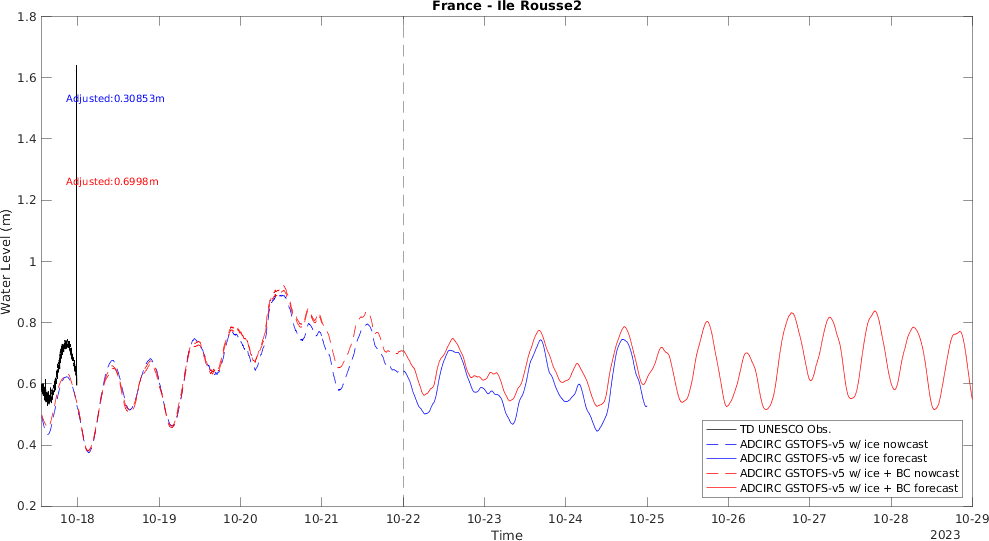 France - Ile Rousse2
Water Level (m)
1.8
1.6
1.4
1.2
1
0.8
0.6
0.4
0.2
Adjusted:0.30853m
Adjusted:0.6998m
TD UNESCO Obs.
ADCIRC GSTOFS-v5 w/ ice nowcast
ADCIRC GSTOFS-v5 w/ ice forecast
ADCIRC GSTOFS-v5 w/ ice + BC nowcast
ADCIRC GSTOFS-v5 w/ ice + BC forecast
10-18 10-19 10-20 10-21 10-22 10-23 10-24 10-25 10-26 10-27 10-28 10-29
Time
2023